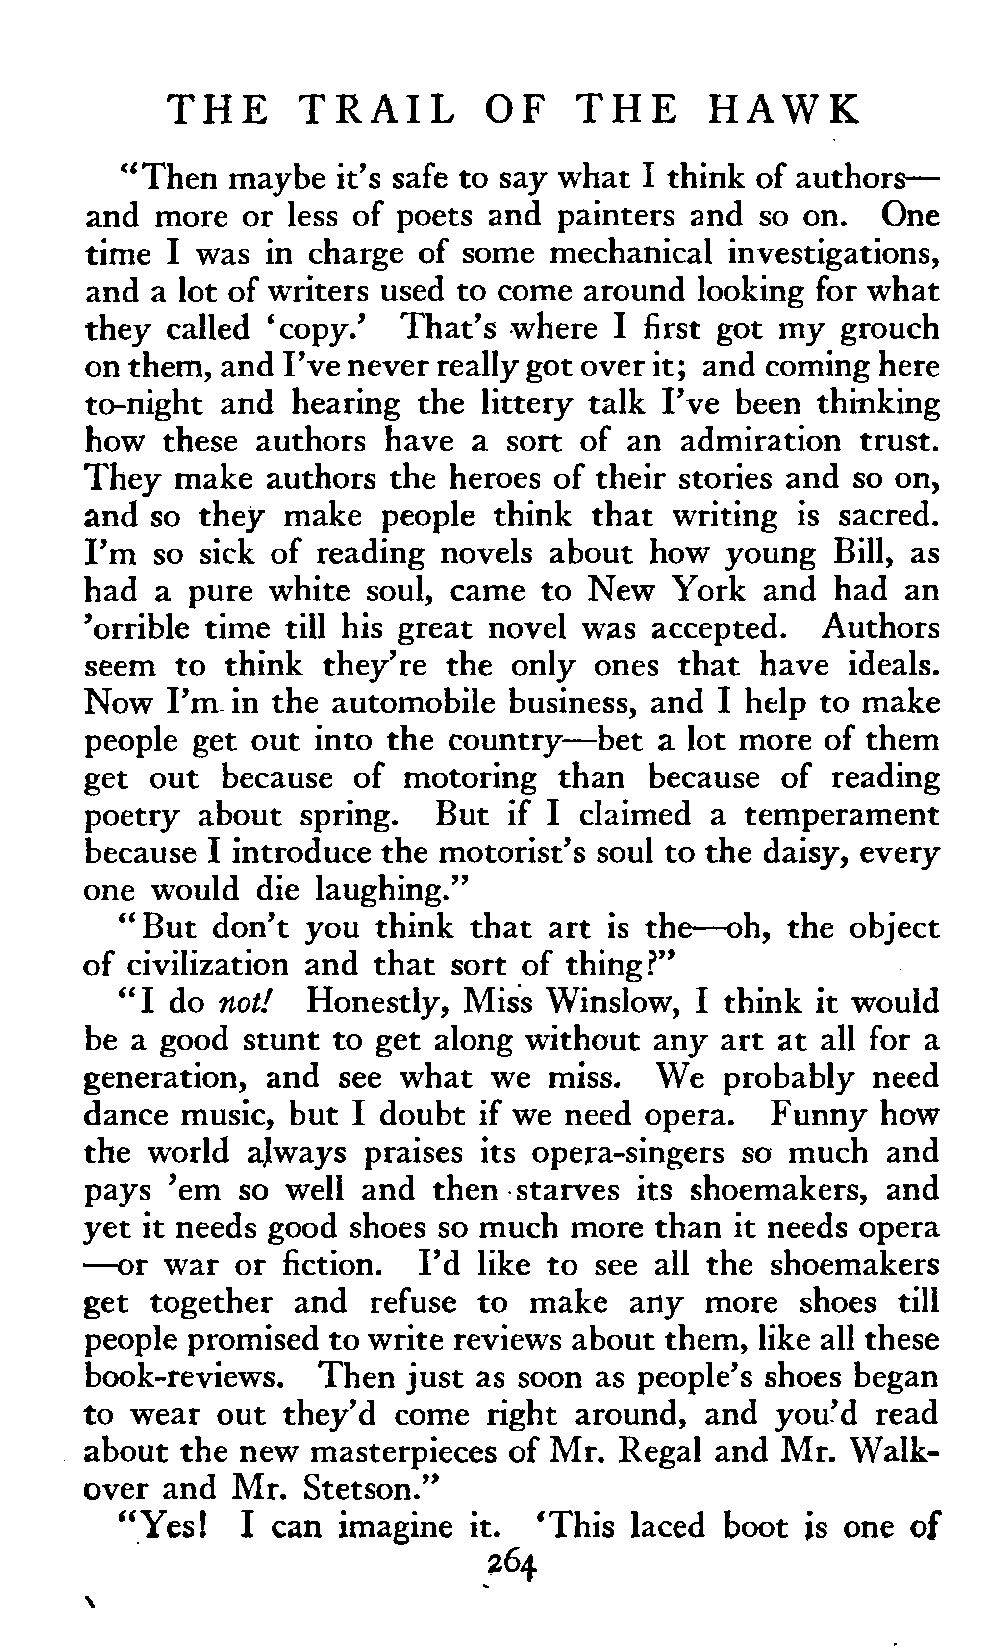 THE TRAIL OF THE HAWK
"Then maybe it's safe to say what I think of authors—
and more or less of poets and painters and so on. One
time I was in charge of some mechanical investigations,
and a lot of writers used to come around looking for what
they called 'copy.' That's where I first got my grouch
on them, and I've never really got over it; and coming here
to-night and hearing the littery talk I've been thinking
how these authors have a sort of an admiration trust.
They make authors the heroes of their stories and so on,
and so they make people think that writing is sacred.
I'm so sick of reading novels about how young Bill, as
had a pure white soul, came to New York and had an
'orrible time till his great novel was accepted. Authors
seem to think they're the only ones that have ideals.
Now I'm in the automobile business, and I help to make
people get out into the country—bet a lot more of them
get out because of motoring than because of reading
poetry about spring. But if I claimed a temperament
because I introduce the motorist's soul to the daisy, every
one would die laughing."
"But don't you think that art is the—oh, the object
of civilization and that sort of thing?"
"I do not! Honestly, Miss Winslow, I think it would
be a good stunt to get along without any art at all for a
generation, and see what we miss. We probably need
dance music, but I doubt if we need opera. Funny how
the world always praises its opera-singers so much and
pays 'em so well and then starves its shoemakers, and
yet it needs good shoes so much more than it needs opera
—or war or fiction. I'd like to see all the shoemakers
get together and refuse to make any more shoes till
people promised to write reviews about them, like all these
book-reviews. Then just as soon as people's shoes began
to wear out they'd come right around, and you'd read
about the new masterpieces of Mr. Regal and Mr. Walk-
over and Mr. Stetson."
"Yes! I can imagine it. 'This laced boot is one of
264